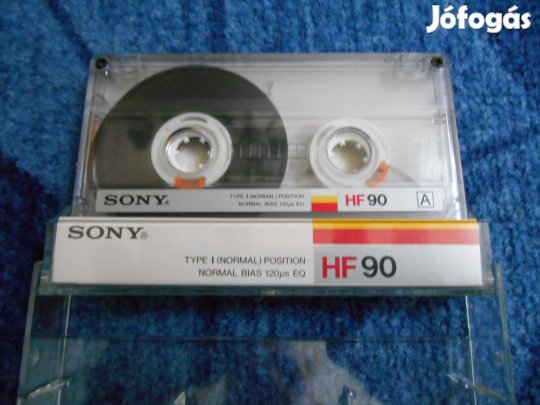 Jófogás
SONY®
TYPE I (NORMAL) POSITION
NORMAL BIAS 120µs EQ
HF 90
A
SONY®
TYPE I (NORMAL) POSITION
NORMAL BIAS 120µs EQ
HF 90